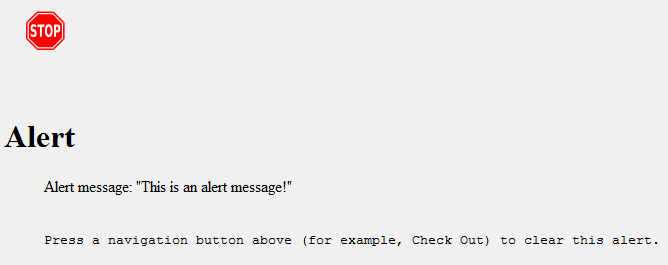 STOP
Alert
Alert message: "This is an alert message!"
Press a navigation button above (for example, Check Out) to clear this alert.